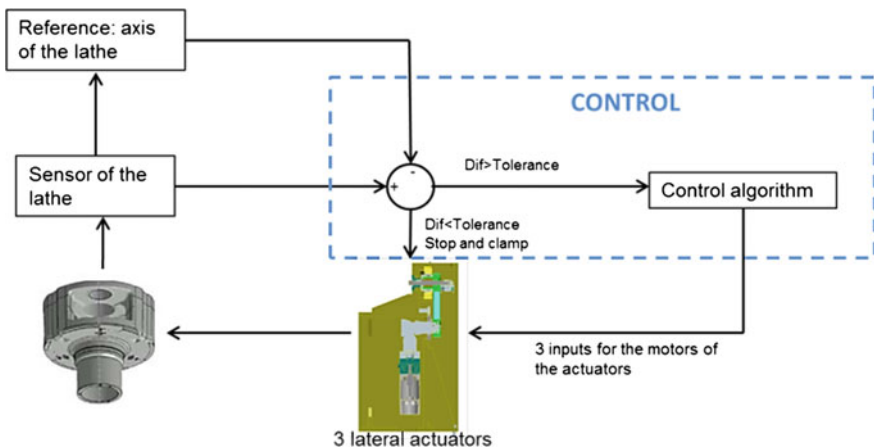 Reference: axis
of the lathe
CONTROL
-
Dif>Tolerance
Sensor of the
lathe
+
Control algorithm
Dif<Tolerance
Stop and clamp
3 inputs for the motors of
the actuators
3 lateral actuators